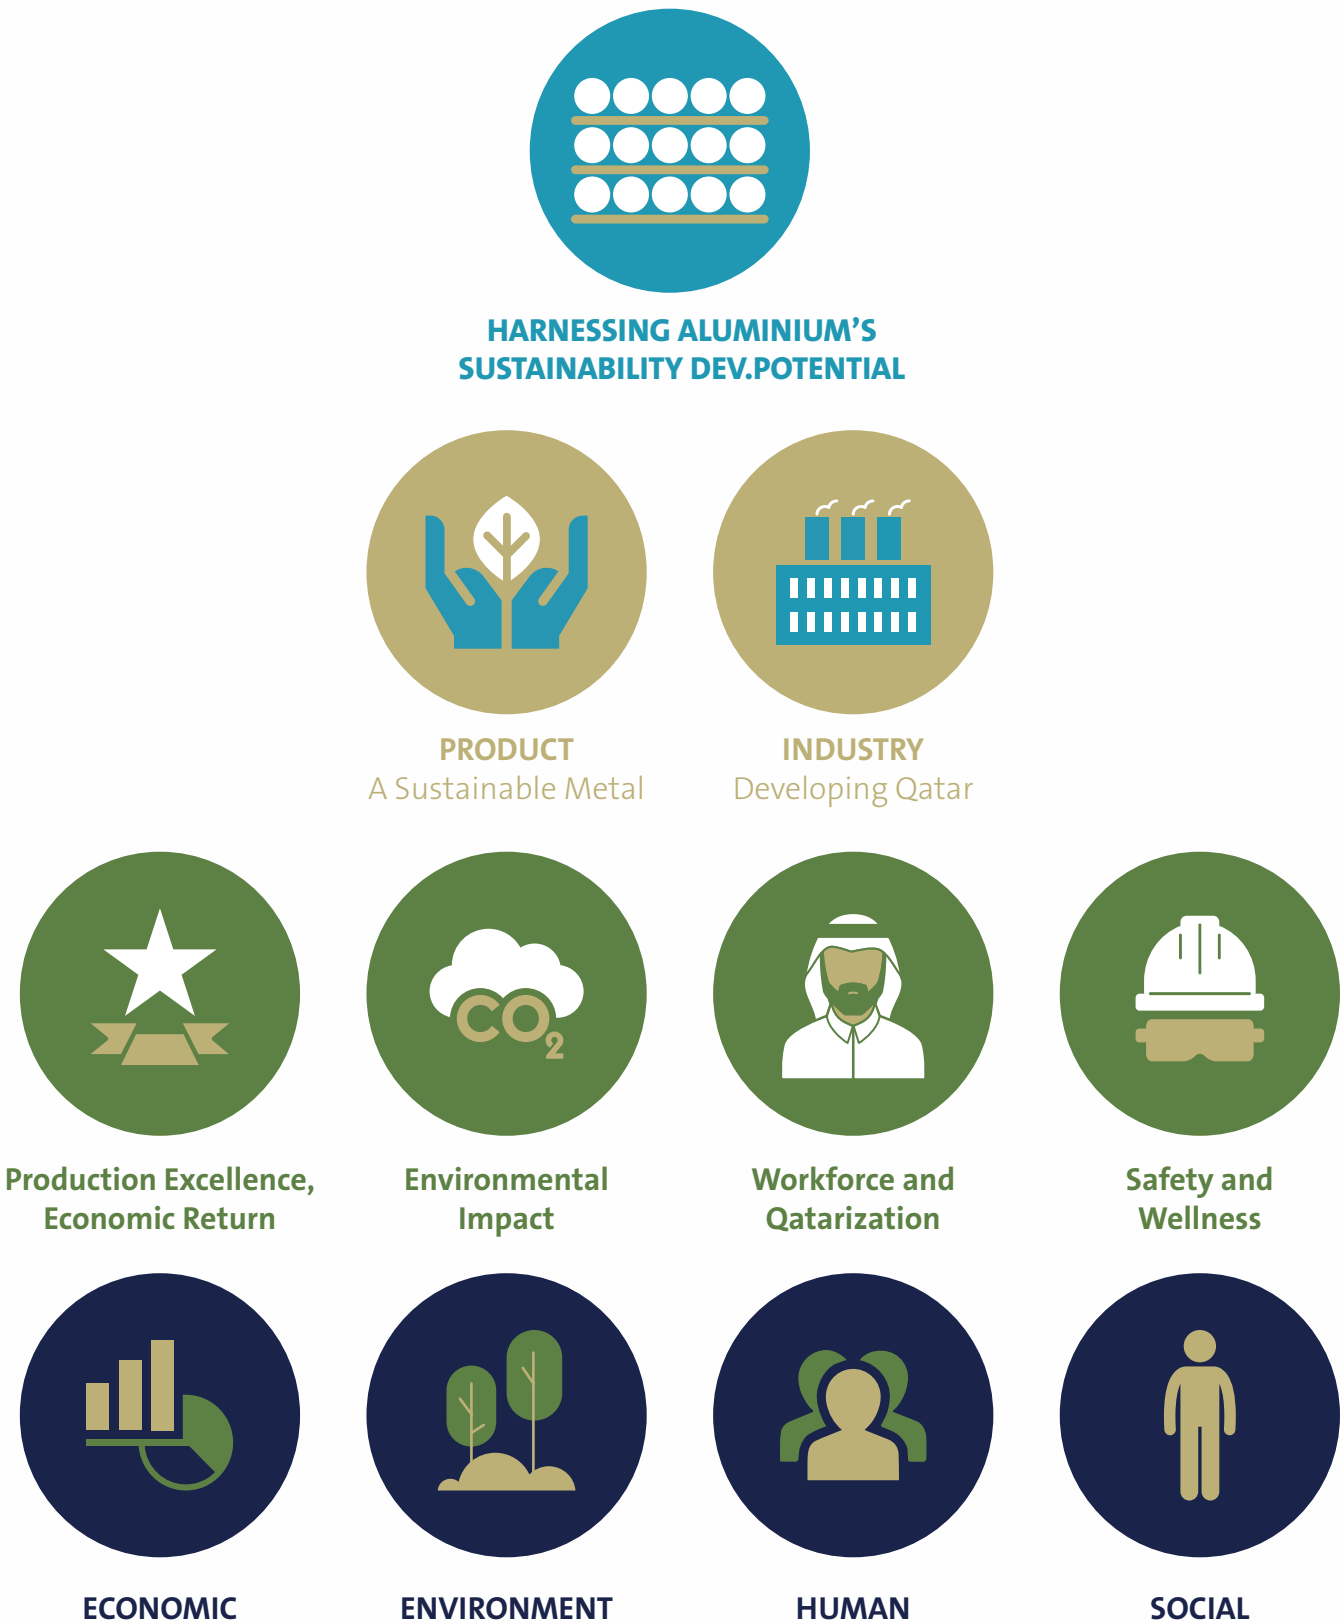 HARNESSING ALUMINIUM’S
SUSTAINABILITY DEV.POTENTIAL
PRODUCT
A Sustainable Metal
INDUSTRY
Developing Qatar
CO2
Production Excellence,
Economic Return
Environmental
Impact
Workforce and
Qatarization
Safety and
Wellness
ECONOMIC
ENVIRONMENT
HUMAN
SOCIAL